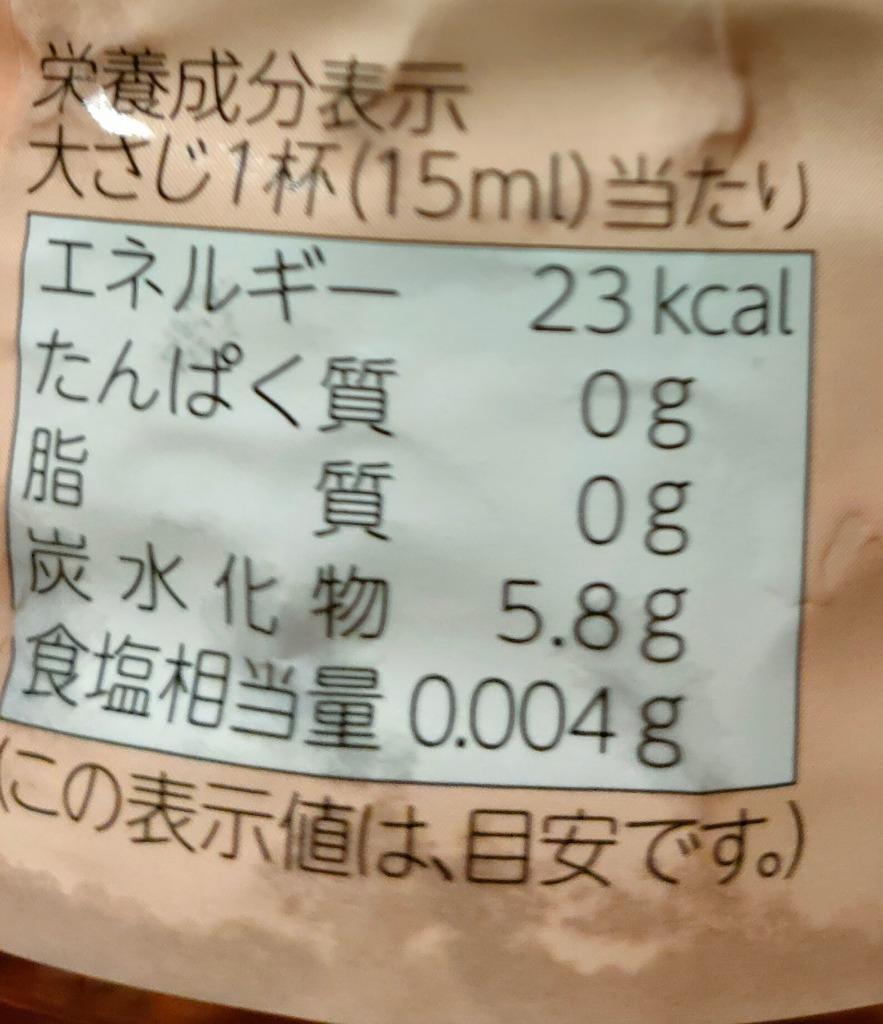 栄養成分表示
大さじ1杯(15ml)当たり
エネルギー 23kcal
たんぱく質 0g
脂質 0g
炭水化物 5.8g
食塩相当量 0.004g
(この表示値は、目安です。)